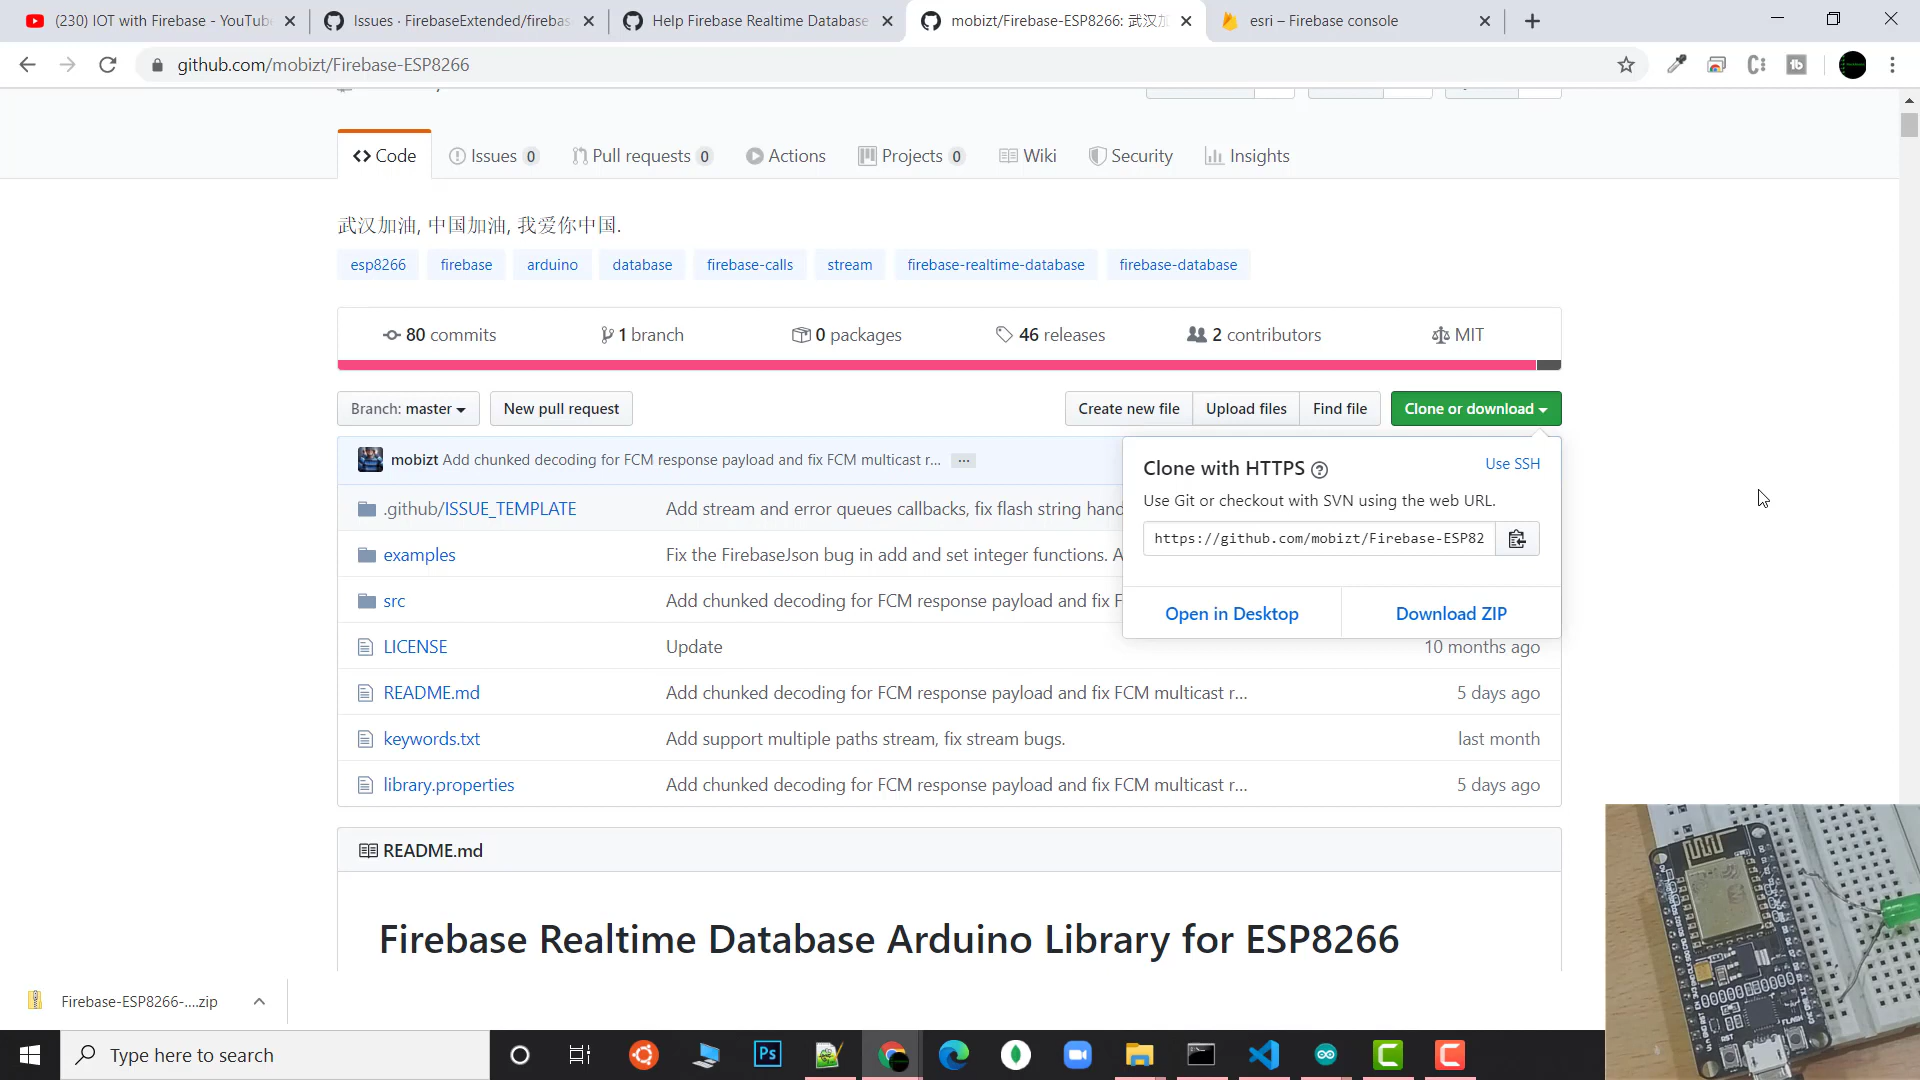 (230) IOT with Firebase - YouTub
Issues · FirebaseExtended/firebas
Help Firebase Realtime Database
mobizt/Firebase-ESP8266: 武汉加
esri – Firebase console
github.com/mobizt/Firebase-ESP8266
Code
Issues 0
Pull requests 0
Actions
Projects 0
Wiki
Security
Insights
武汉加油, 中国加油, 我爱你中国.
esp8266
firebase
arduino
database
firebase-calls
stream
firebase-realtime-database
firebase-database
80 commits
1 branch
0 packages
46 releases
2 contributors
MIT
Branch: master
New pull request
Create new file
Upload files
Find file
Clone or download
mobizt Add chunked decoding for FCM response payload and fix FCM multicast r... ...
Clone with HTTPS
Use SSH
Use Git or checkout with SVN using the web URL.
https://github.com/mobizt/Firebase-ESP82
Open in Desktop
Download ZIP
.github/ISSUE_TEMPLATE
Add stream and error queues callbacks, fix flash string hand
examples
Fix the FirebaseJson bug in add and set integer functions. A
src
Add chunked decoding for FCM response payload and fix F
LICENSE
Update
10 months ago
README.md
Add chunked decoding for FCM response payload and fix FCM multicast r...
5 days ago
keywords.txt
Add support multiple paths stream, fix stream bugs.
last month
library.properties
Add chunked decoding for FCM response payload and fix FCM multicast r...
5 days ago
README.md
Firebase Realtime Database Arduino Library for ESP8266
Firebase-ESP8266-....zip
Type here to search
Ps
FLASH
RST